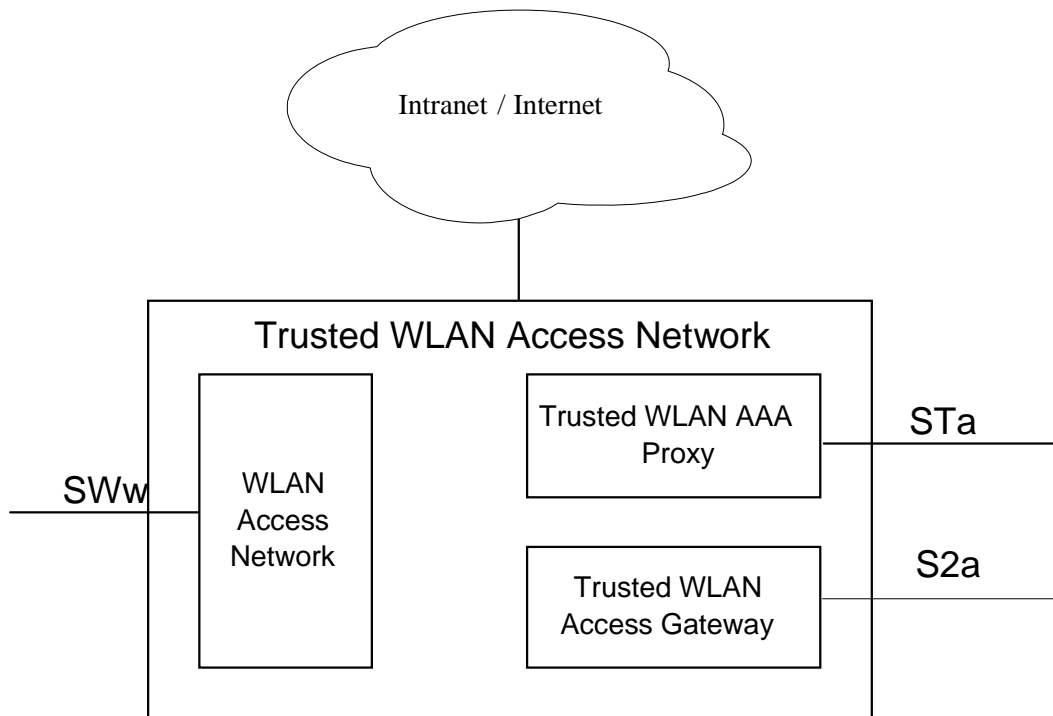 Intranet / Internet
Trusted WLAN Access Network
Trusted WLAN AAA
Proxy
STa
SWw
WLAN
Access
Network
S2a
Trusted WLAN
Access Gateway